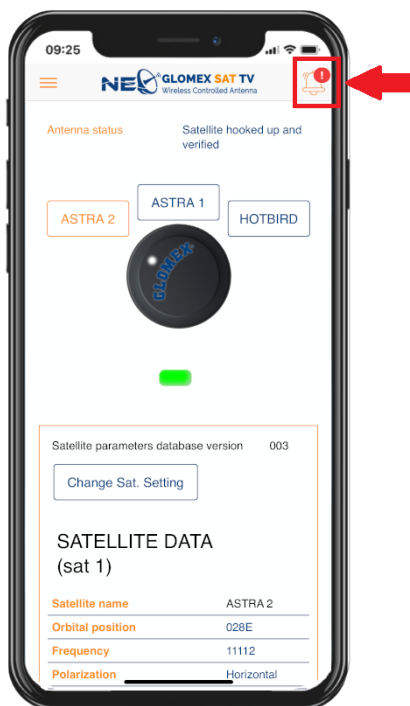 09:25
NEO GLOMEX SAT TV
Wireless Controlled Antenna
!
Antenna status Satellite hooked up and
verified
ASTRA 2 ASTRA 1 HOTBIRD
GLOMEX
Satellite parameters database version 003
Change Sat. Setting
SATELLITE DATA
(sat 1)
Satellite name ASTRA 2
Orbital position 028E
Frequency 11112
Polarization Horizontal